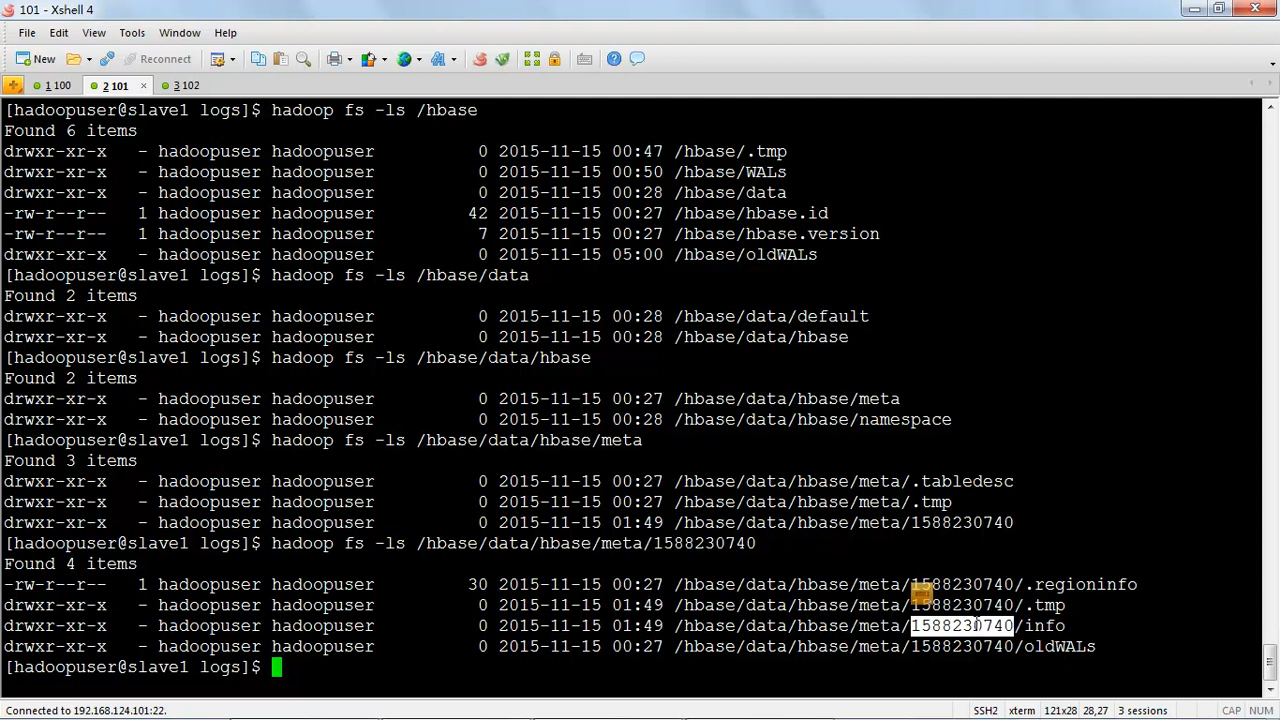 101 - Xshell 4
File Edit View Tools Window Help
New Reconnect
1 100 2 101 × 3 102
[hadoopuser@slave1 logs]$ hadoop fs -ls /hbase
Found 6 items
drwxr-xr-x - hadoopuser hadoopuser 0 2015-11-15 00:47 /hbase/.tmp
drwxr-xr-x - hadoopuser hadoopuser 0 2015-11-15 00:50 /hbase/WALs
drwxr-xr-x - hadoopuser hadoopuser 0 2015-11-15 00:28 /hbase/data
-rw-r--r-- 1 hadoopuser hadoopuser 42 2015-11-15 00:27 /hbase/hbase.id
-rw-r--r-- 1 hadoopuser hadoopuser 7 2015-11-15 00:27 /hbase/hbase.version
drwxr-xr-x - hadoopuser hadoopuser 0 2015-11-15 05:00 /hbase/oldWALs
[hadoopuser@slave1 logs]$ hadoop fs -ls /hbase/data
Found 2 items
drwxr-xr-x - hadoopuser hadoopuser 0 2015-11-15 00:28 /hbase/data/default
drwxr-xr-x - hadoopuser hadoopuser 0 2015-11-15 00:28 /hbase/data/hbase
[hadoopuser@slave1 logs]$ hadoop fs -ls /hbase/data/hbase
Found 2 items
drwxr-xr-x - hadoopuser hadoopuser 0 2015-11-15 00:27 /hbase/data/hbase/meta
drwxr-xr-x - hadoopuser hadoopuser 0 2015-11-15 00:28 /hbase/data/hbase/namespace
[hadoopuser@slave1 logs]$ hadoop fs -ls /hbase/data/hbase/meta
Found 3 items
drwxr-xr-x - hadoopuser hadoopuser 0 2015-11-15 00:27 /hbase/data/hbase/meta/.tabledesc
drwxr-xr-x - hadoopuser hadoopuser 0 2015-11-15 00:27 /hbase/data/hbase/meta/.tmp
drwxr-xr-x - hadoopuser hadoopuser 0 2015-11-15 01:49 /hbase/data/hbase/meta/1588230740
[hadoopuser@slave1 logs]$ hadoop fs -ls /hbase/data/hbase/meta/1588230740
Found 4 items
-rw-r--r-- 1 hadoopuser hadoopuser 30 2015-11-15 00:27 /hbase/data/hbase/meta/1588230740/.regioninfo
drwxr-xr-x - hadoopuser hadoopuser 0 2015-11-15 01:49 /hbase/data/hbase/meta/1588230740/.tmp
drwxr-xr-x - hadoopuser hadoopuser 0 2015-11-15 01:49 /hbase/data/hbase/meta/1588230740/info
drwxr-xr-x - hadoopuser hadoopuser 0 2015-11-15 00:27 /hbase/data/hbase/meta/1588230740/oldWALs
[hadoopuser@slave1 logs]$
Connected to 192.168.124.101:22. SSH2 xterm 121x28 28,27 3 sessions CAP NUM